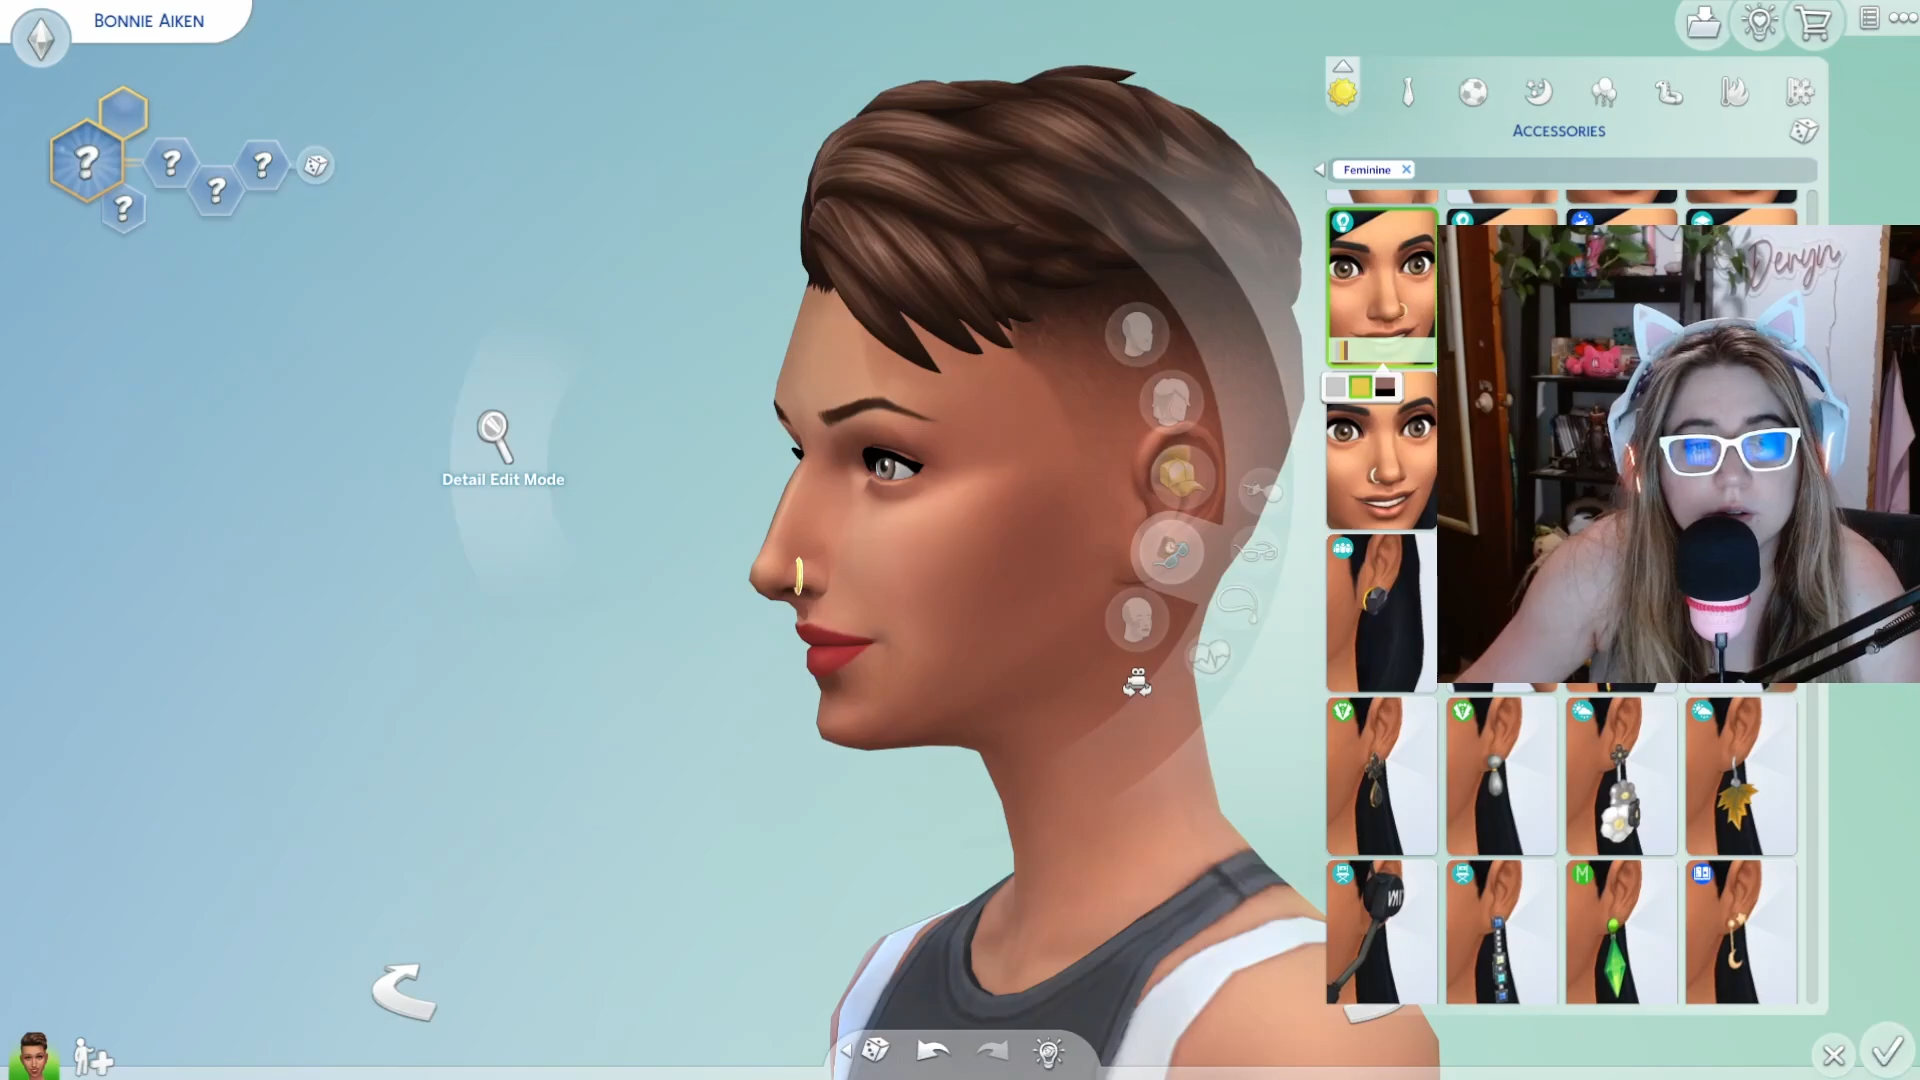 BONNIE AIKEN
ACCESSORIES
Feminine
Deryn
Detail Edit Mode
M